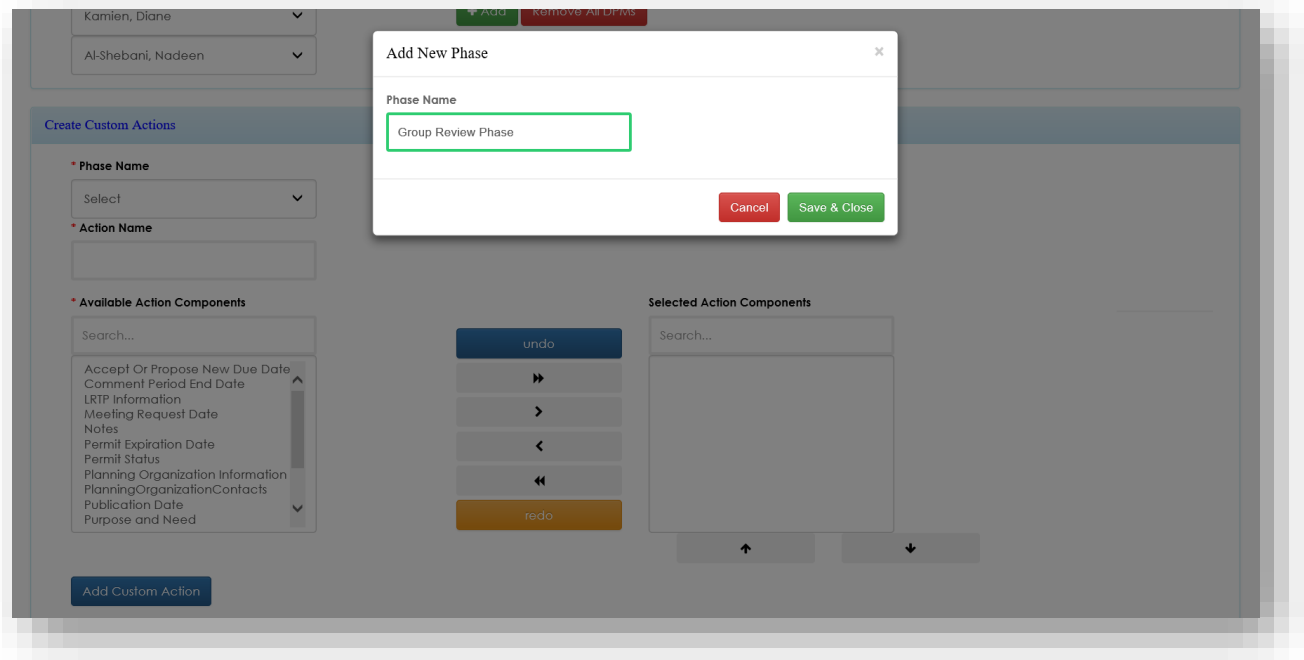 Kamien, Diane
Add Remove All DPMs
Al-Shebani, Nadeen
Add New Phase ×
Phase Name
Group Review Phase
Cancel Save & Close
Create Custom Actions
* Phase Name
Select
* Action Name
* Available Action Components
Selected Action Components
Search...
Search...
undo
Accept Or Propose New Due Date
Comment Period End Date
LRTP Information
Meeting Request Date
Notes
Permit Expiration Date
Permit Status
Planning Organization Information
PlanningOrganizationContacts
Publication Date
Purpose and Need
redo
Add Custom Action